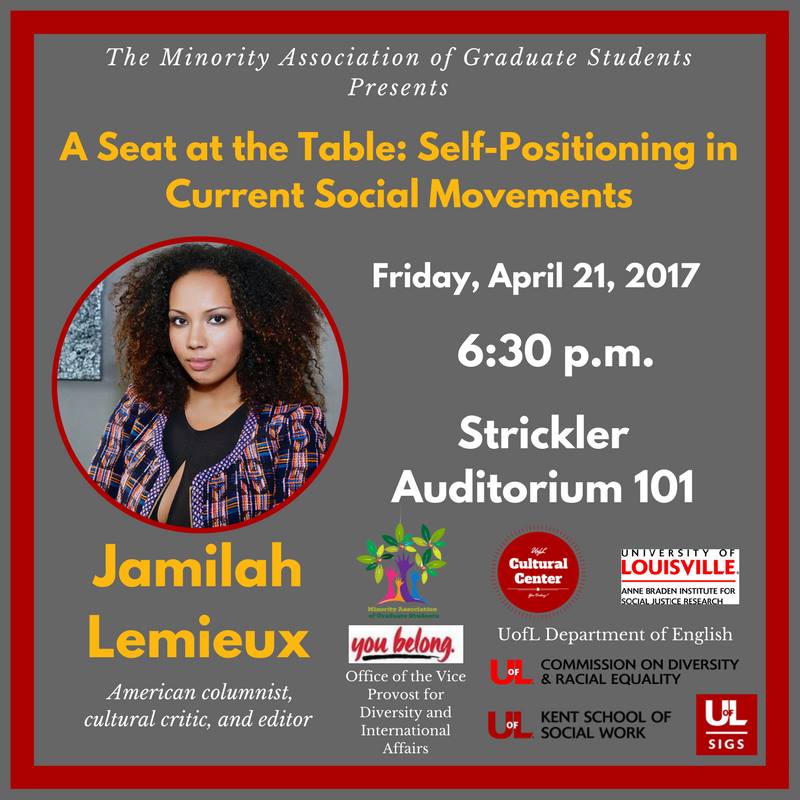 The Minority Association of Graduate Students
Presents
A Seat at the Table: Self-Positioning in
Current Social Movements
Friday, April 21, 2017
6:30 p.m.
Strickler
Auditorium 101
Jamilah
Lemieux
American columnist,
cultural critic, and editor
Minority Association
of Graduate Students
you belong.
Office of the Vice
Provost for
Diversity and
International
Affairs
UofL
Cultural
Center
UNIVERSITY OF
LOUISVILLE.
ANNE BRADEN INSTITUTE FOR
SOCIAL JUSTICE RESEARCH
UofL Department of English
UofL COMMISSION ON DIVERSITY
& RACIAL EQUALITY
UofL KENT SCHOOL OF
SOCIAL WORK
UofL
SIGS